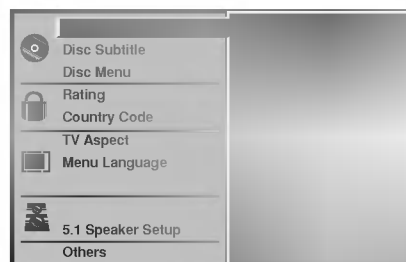 Disc Subtitle
Disc Menu
Rating
Country Code
TV Aspect
Menu Language
5.1 Speaker Setup
Others